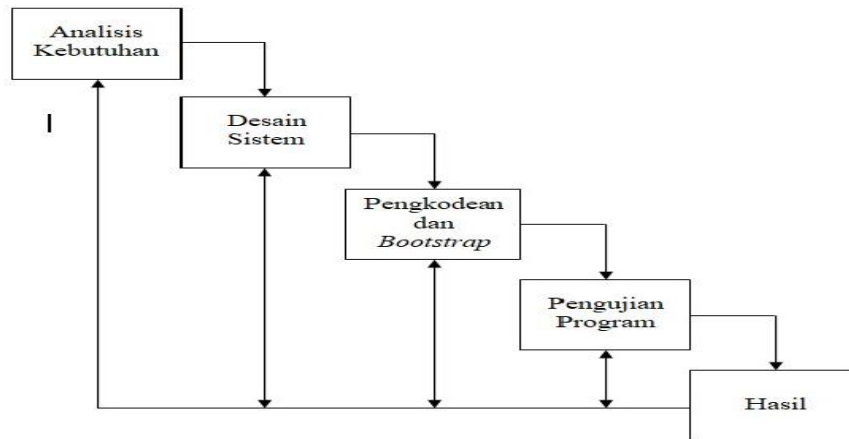 Analisis
Kebutuhan
Desain
Sistem
Pengkodean
dan
Bootstrap
Pengujian
Program
Hasil